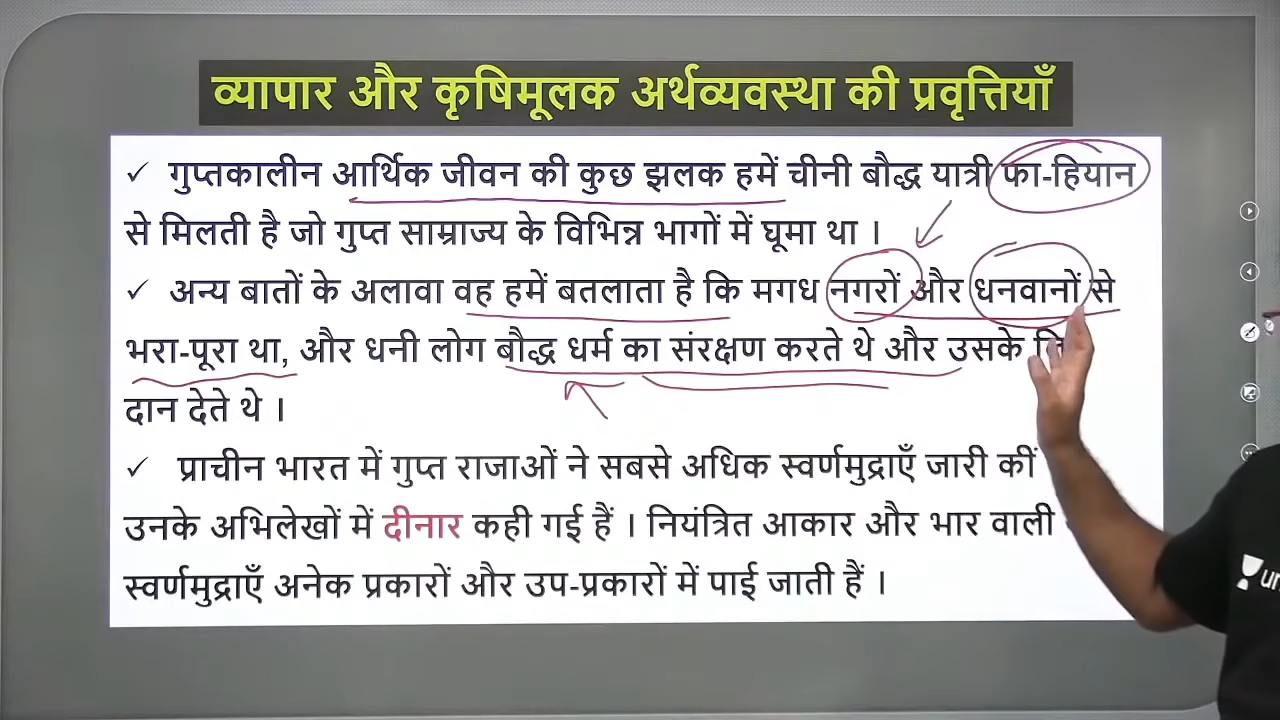 व्यापार और कृषिमूलक अर्थव्यवस्था की प्रवृत्तियाँ
✓ गुप्तकालीन आर्थिक जीवन की कुछ झलक हमें चीनी बौद्ध यात्री फा-हियान
से मिलती है जो गुप्त साम्राज्य के विभिन्न भागों में घूमा था ।
✓ अन्य बातों के अलावा वह हमें बतलाता है कि मगध नगरों और धनवानों से
भरा-पूरा था, और धनी लोग बौद्ध धर्म का संरक्षण करते थे और उसके
दान देते थे ।
✓ प्राचीन भारत में गुप्त राजाओं ने सबसे अधिक स्वर्णमुद्राएँ जारी कीं
उनके अभिलेखों में दीनार कही गई हैं । नियंत्रित आकार और भार वाली
स्वर्णमुद्राएँ अनेक प्रकारों और उप-प्रकारों में पाई जाती हैं ।